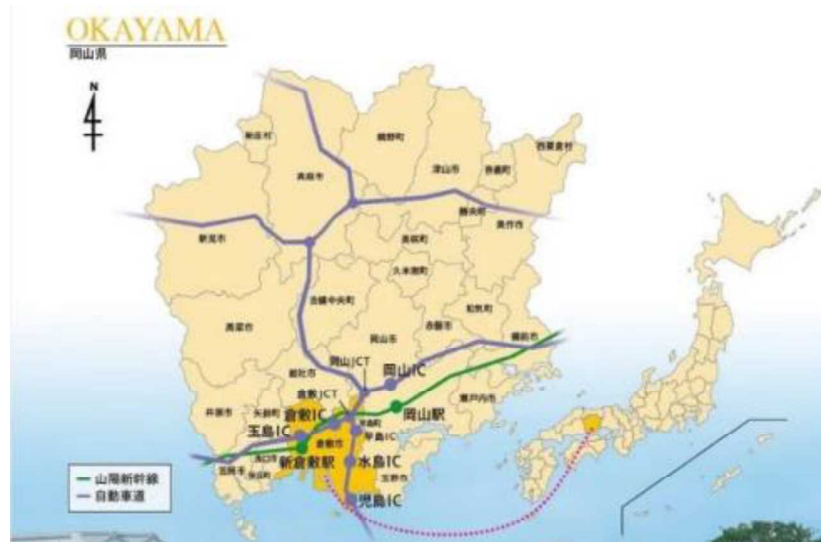 OKAYAMA
岡山県
N
新庄村
真庭市
鏡野町
津山市
奈義町
西粟倉村
勝央町
美作市
新見市
美咲町
久米南町
吉備中央町
和気町
高梁市
岡山市
赤磐市
備前市
岡山JCT
岡山IC
総社市
倉敷JCT
瀬戸内市
井原市
矢掛町
倉敷IC
岡山駅
早島町
玉島IC
倉敷市
早島IC
浅口市
新倉敷駅
水島IC
笠岡市
里庄町
玉野市
児島IC
山陽新幹線
自動車道